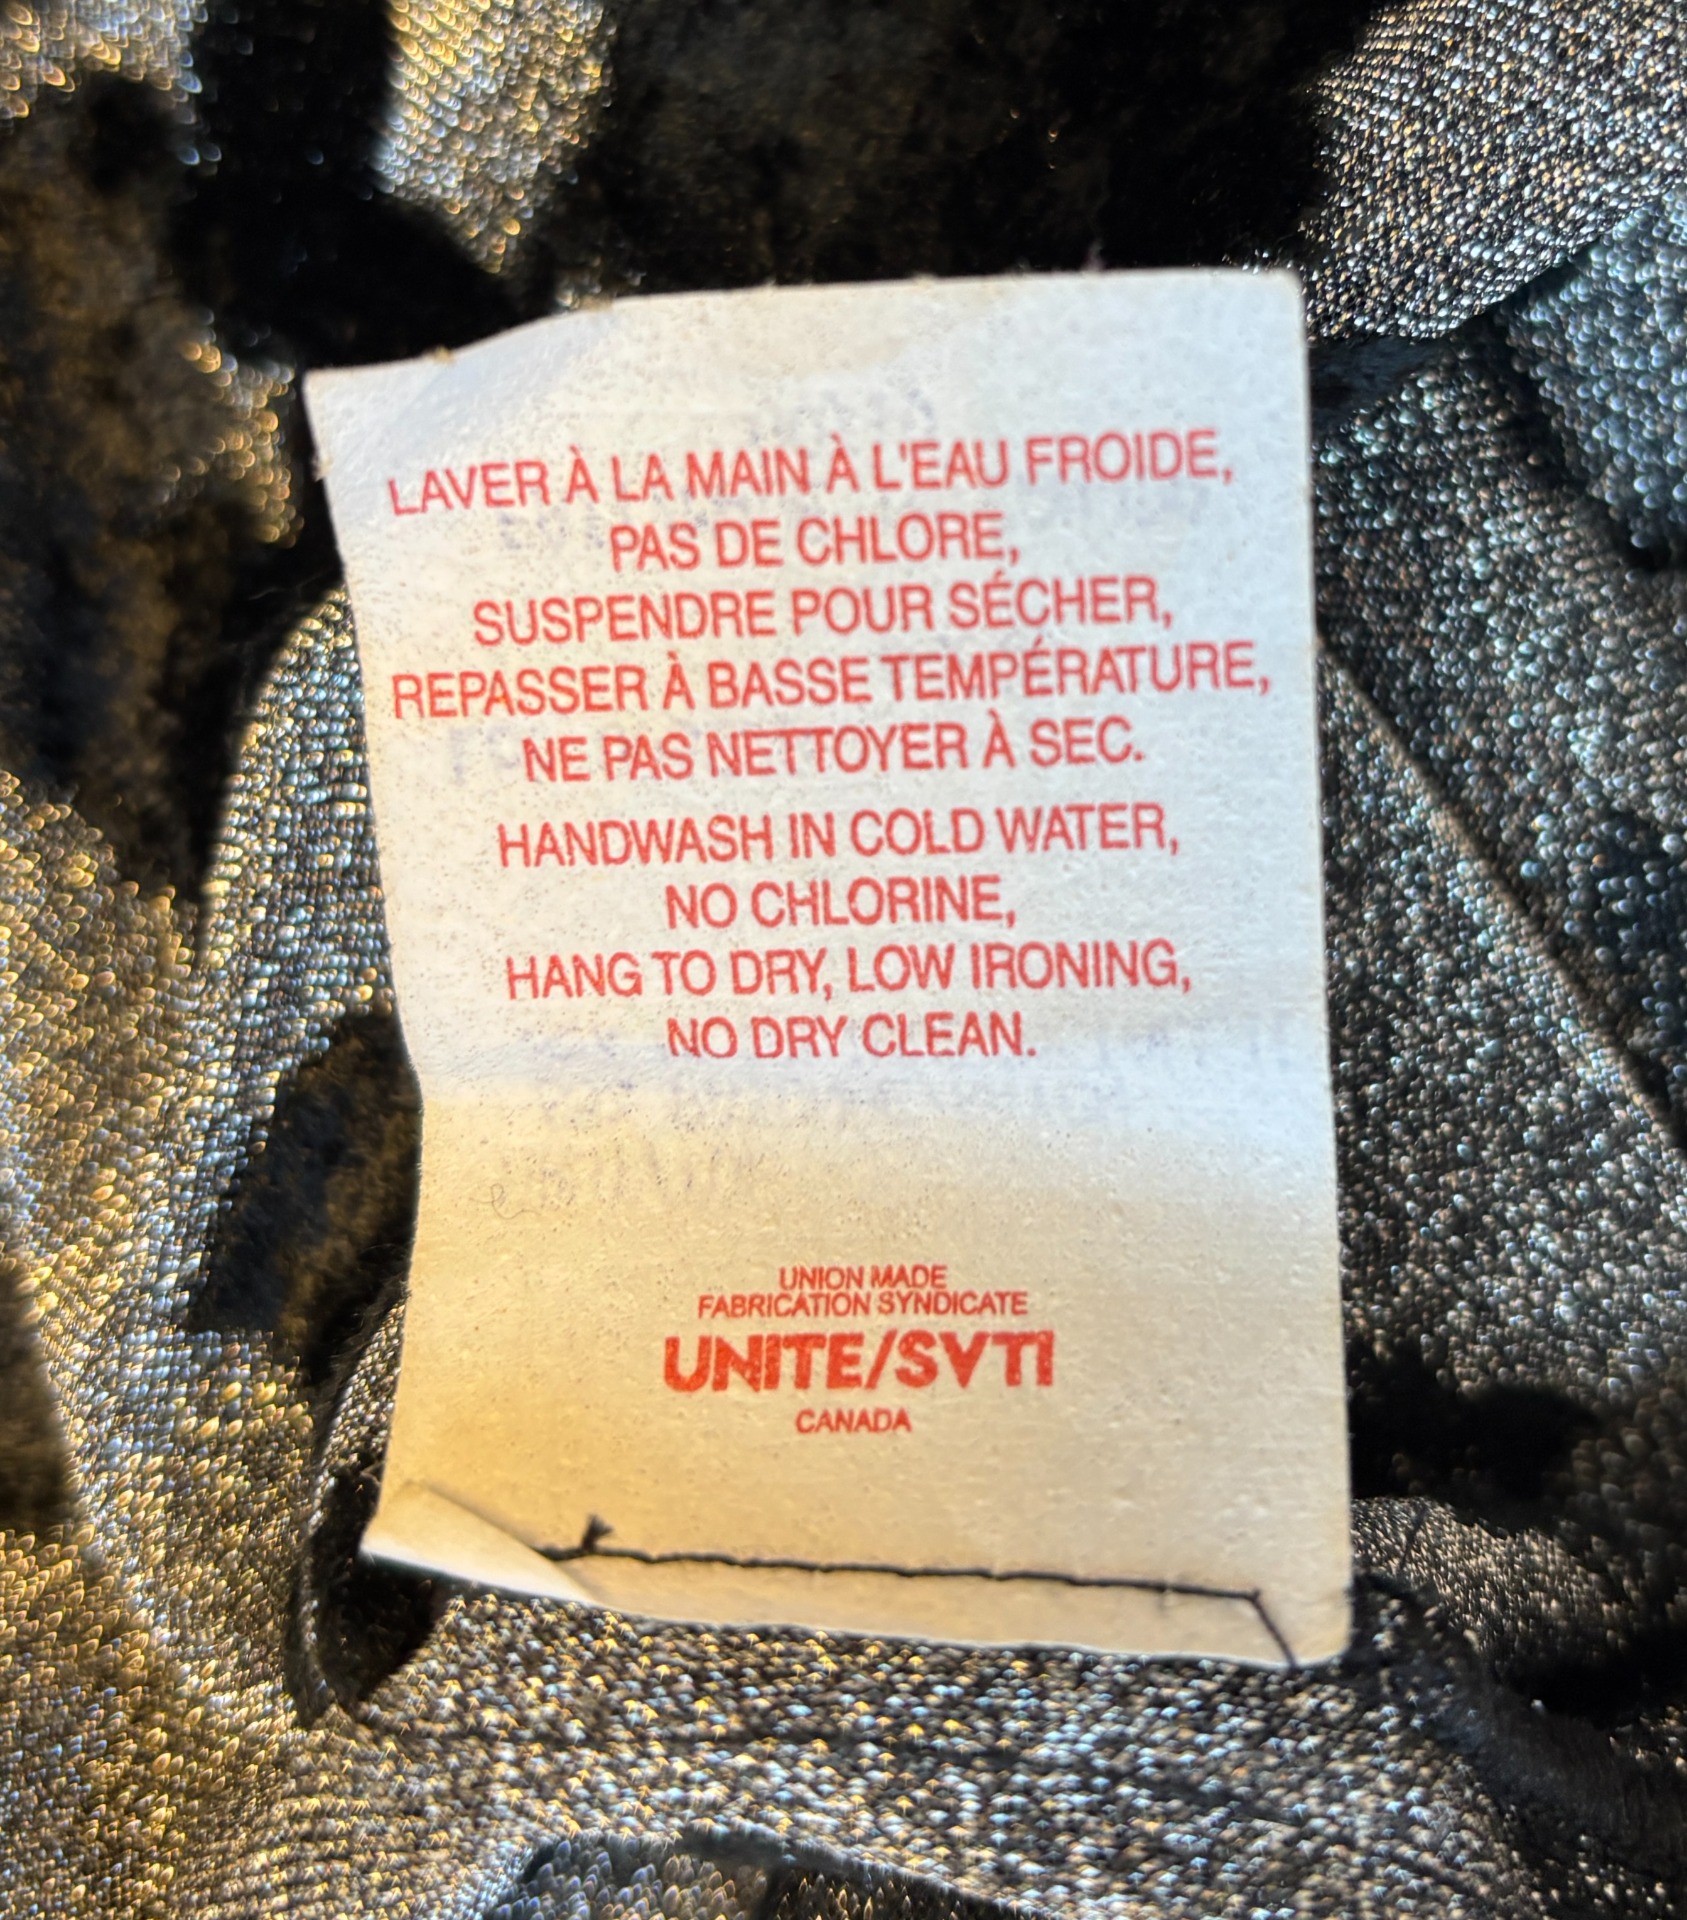 LAVER À LA MAIN À L'EAU FROIDE,
PAS DE CHLORE,
SUSPENDRE POUR SÉCHER,
REPASSER À BASSE TEMPÉRATURE,
NE PAS NETTOYER À SEC.
HANDWASH IN COLD WATER,
NO CHLORINE,
HANG TO DRY, LOW IRONING,
NO DRY CLEAN.
UNION MADE
FABRICATION SYNDICATE
UNITE/SVTI
CANADA